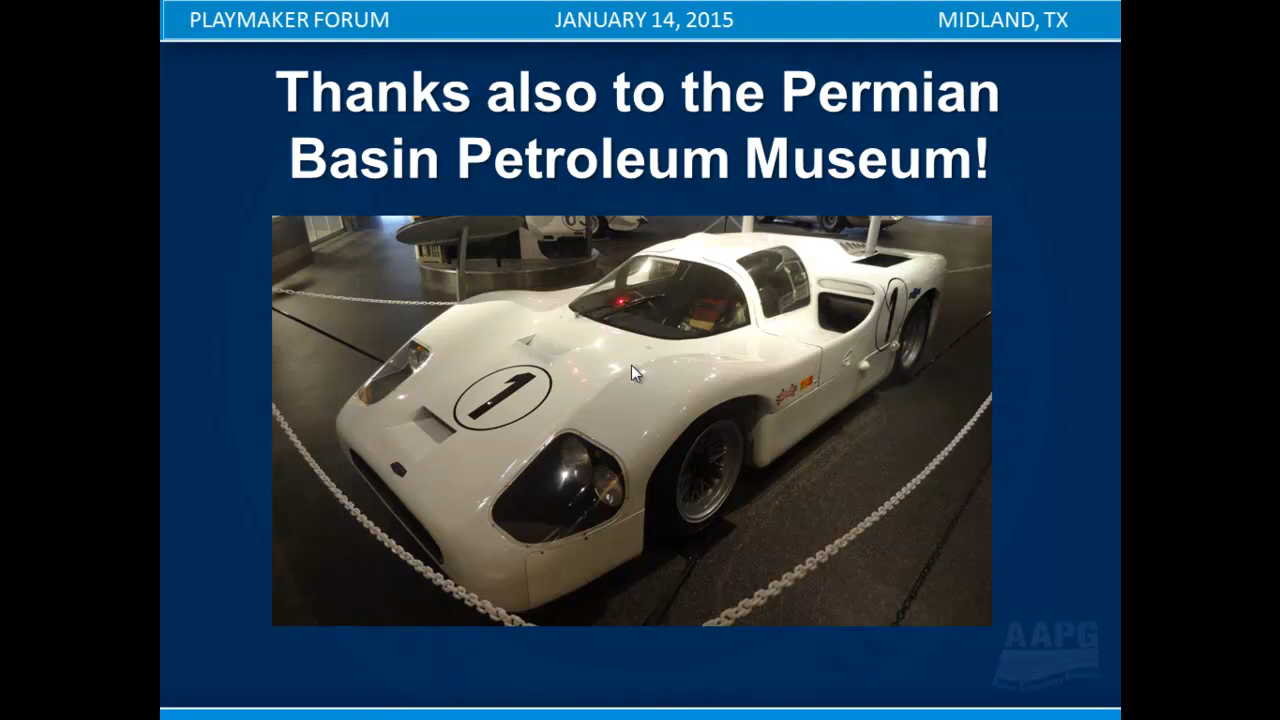 PLAYMAKER FORUM JANUARY 14, 2015 MIDLAND, TX
Thanks also to the Permian
Basin Petroleum Museum!
1
1
AAPG